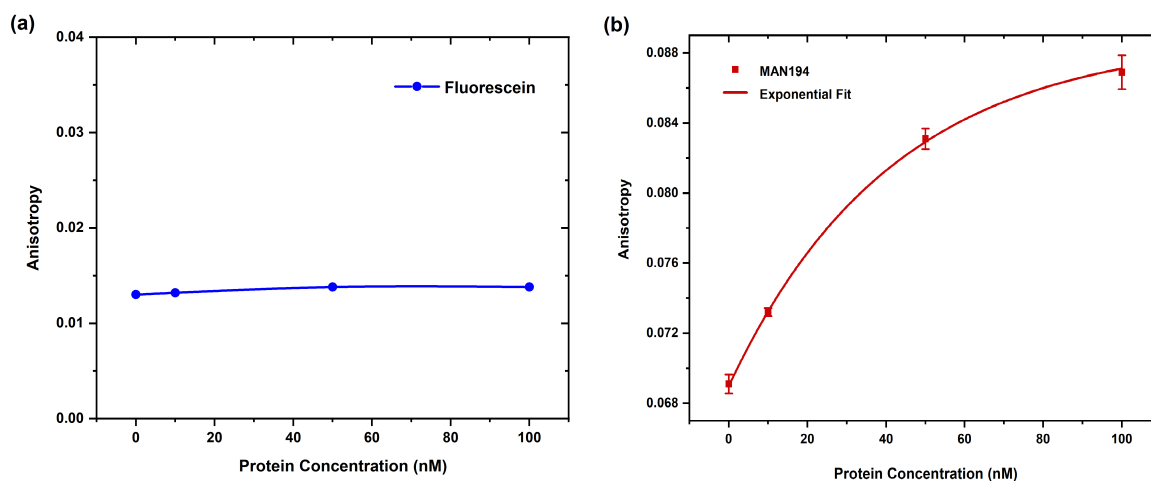 (a)
0.04
0.03
0.02
0.01
0.00
Anisotropy
Fluorescein
0 20 40 60 80 100
Protein Concentration (nM)
(b)
0.088
0.084
0.080
0.076
0.072
0.068
Anisotropy
MAN194
Exponential Fit
0 20 40 60 80 100
Protein Concentration (nM)